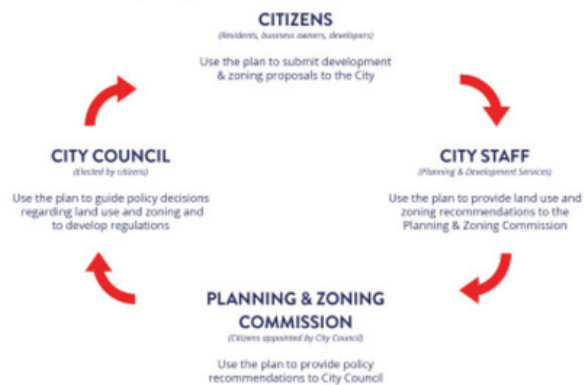 CITIZENS
(Residents, business owners, developers)
Use the plan to submit development
& zoning proposals to the City
CITY COUNCIL
(Elected by citizens)
Use the plan to guide policy decisions
regarding land use and zoning and
to develop regulations
CITY STAFF
(Planning & Development Services)
Use the plan to provide land use and
zoning recommendations to the
Planning & Zoning Commission
PLANNING & ZONING
COMMISSION
(Citizens appointed by City Council)
Use the plan to provide policy
recommendations to City Council